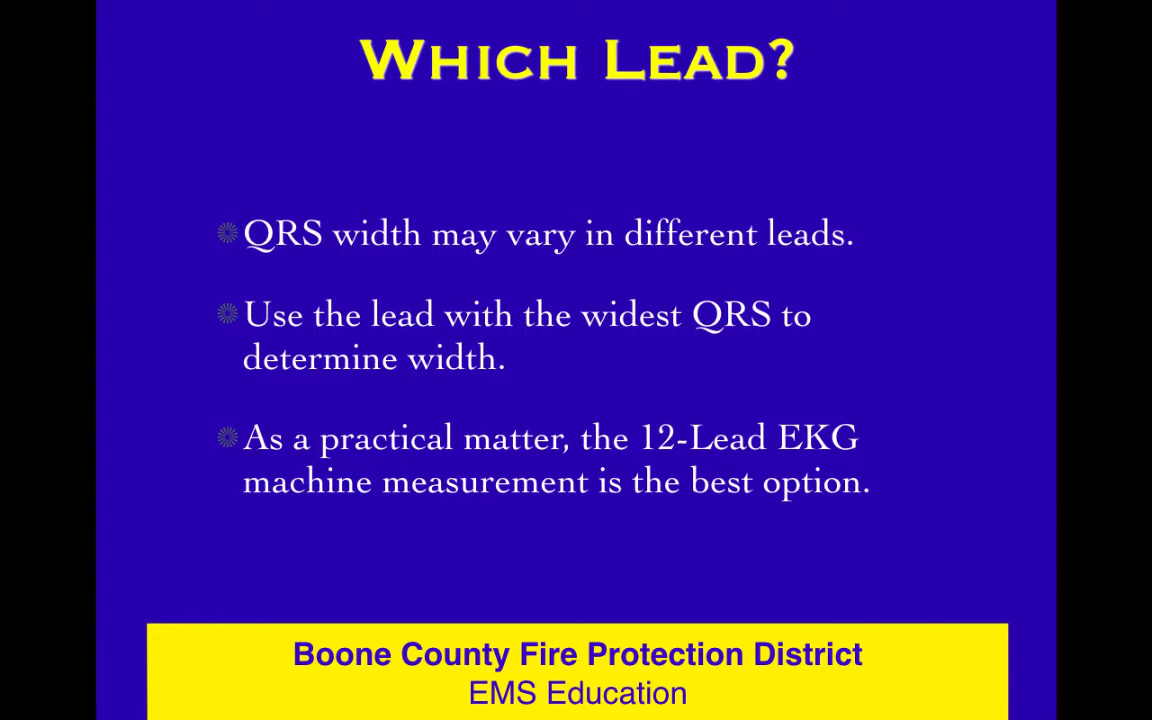 Which Lead?
QRS width may vary in different leads.
Use the lead with the widest QRS to
determine width.
As a practical matter, the 12-Lead EKG
machine measurement is the best option.
Boone County Fire Protection District
EMS Education